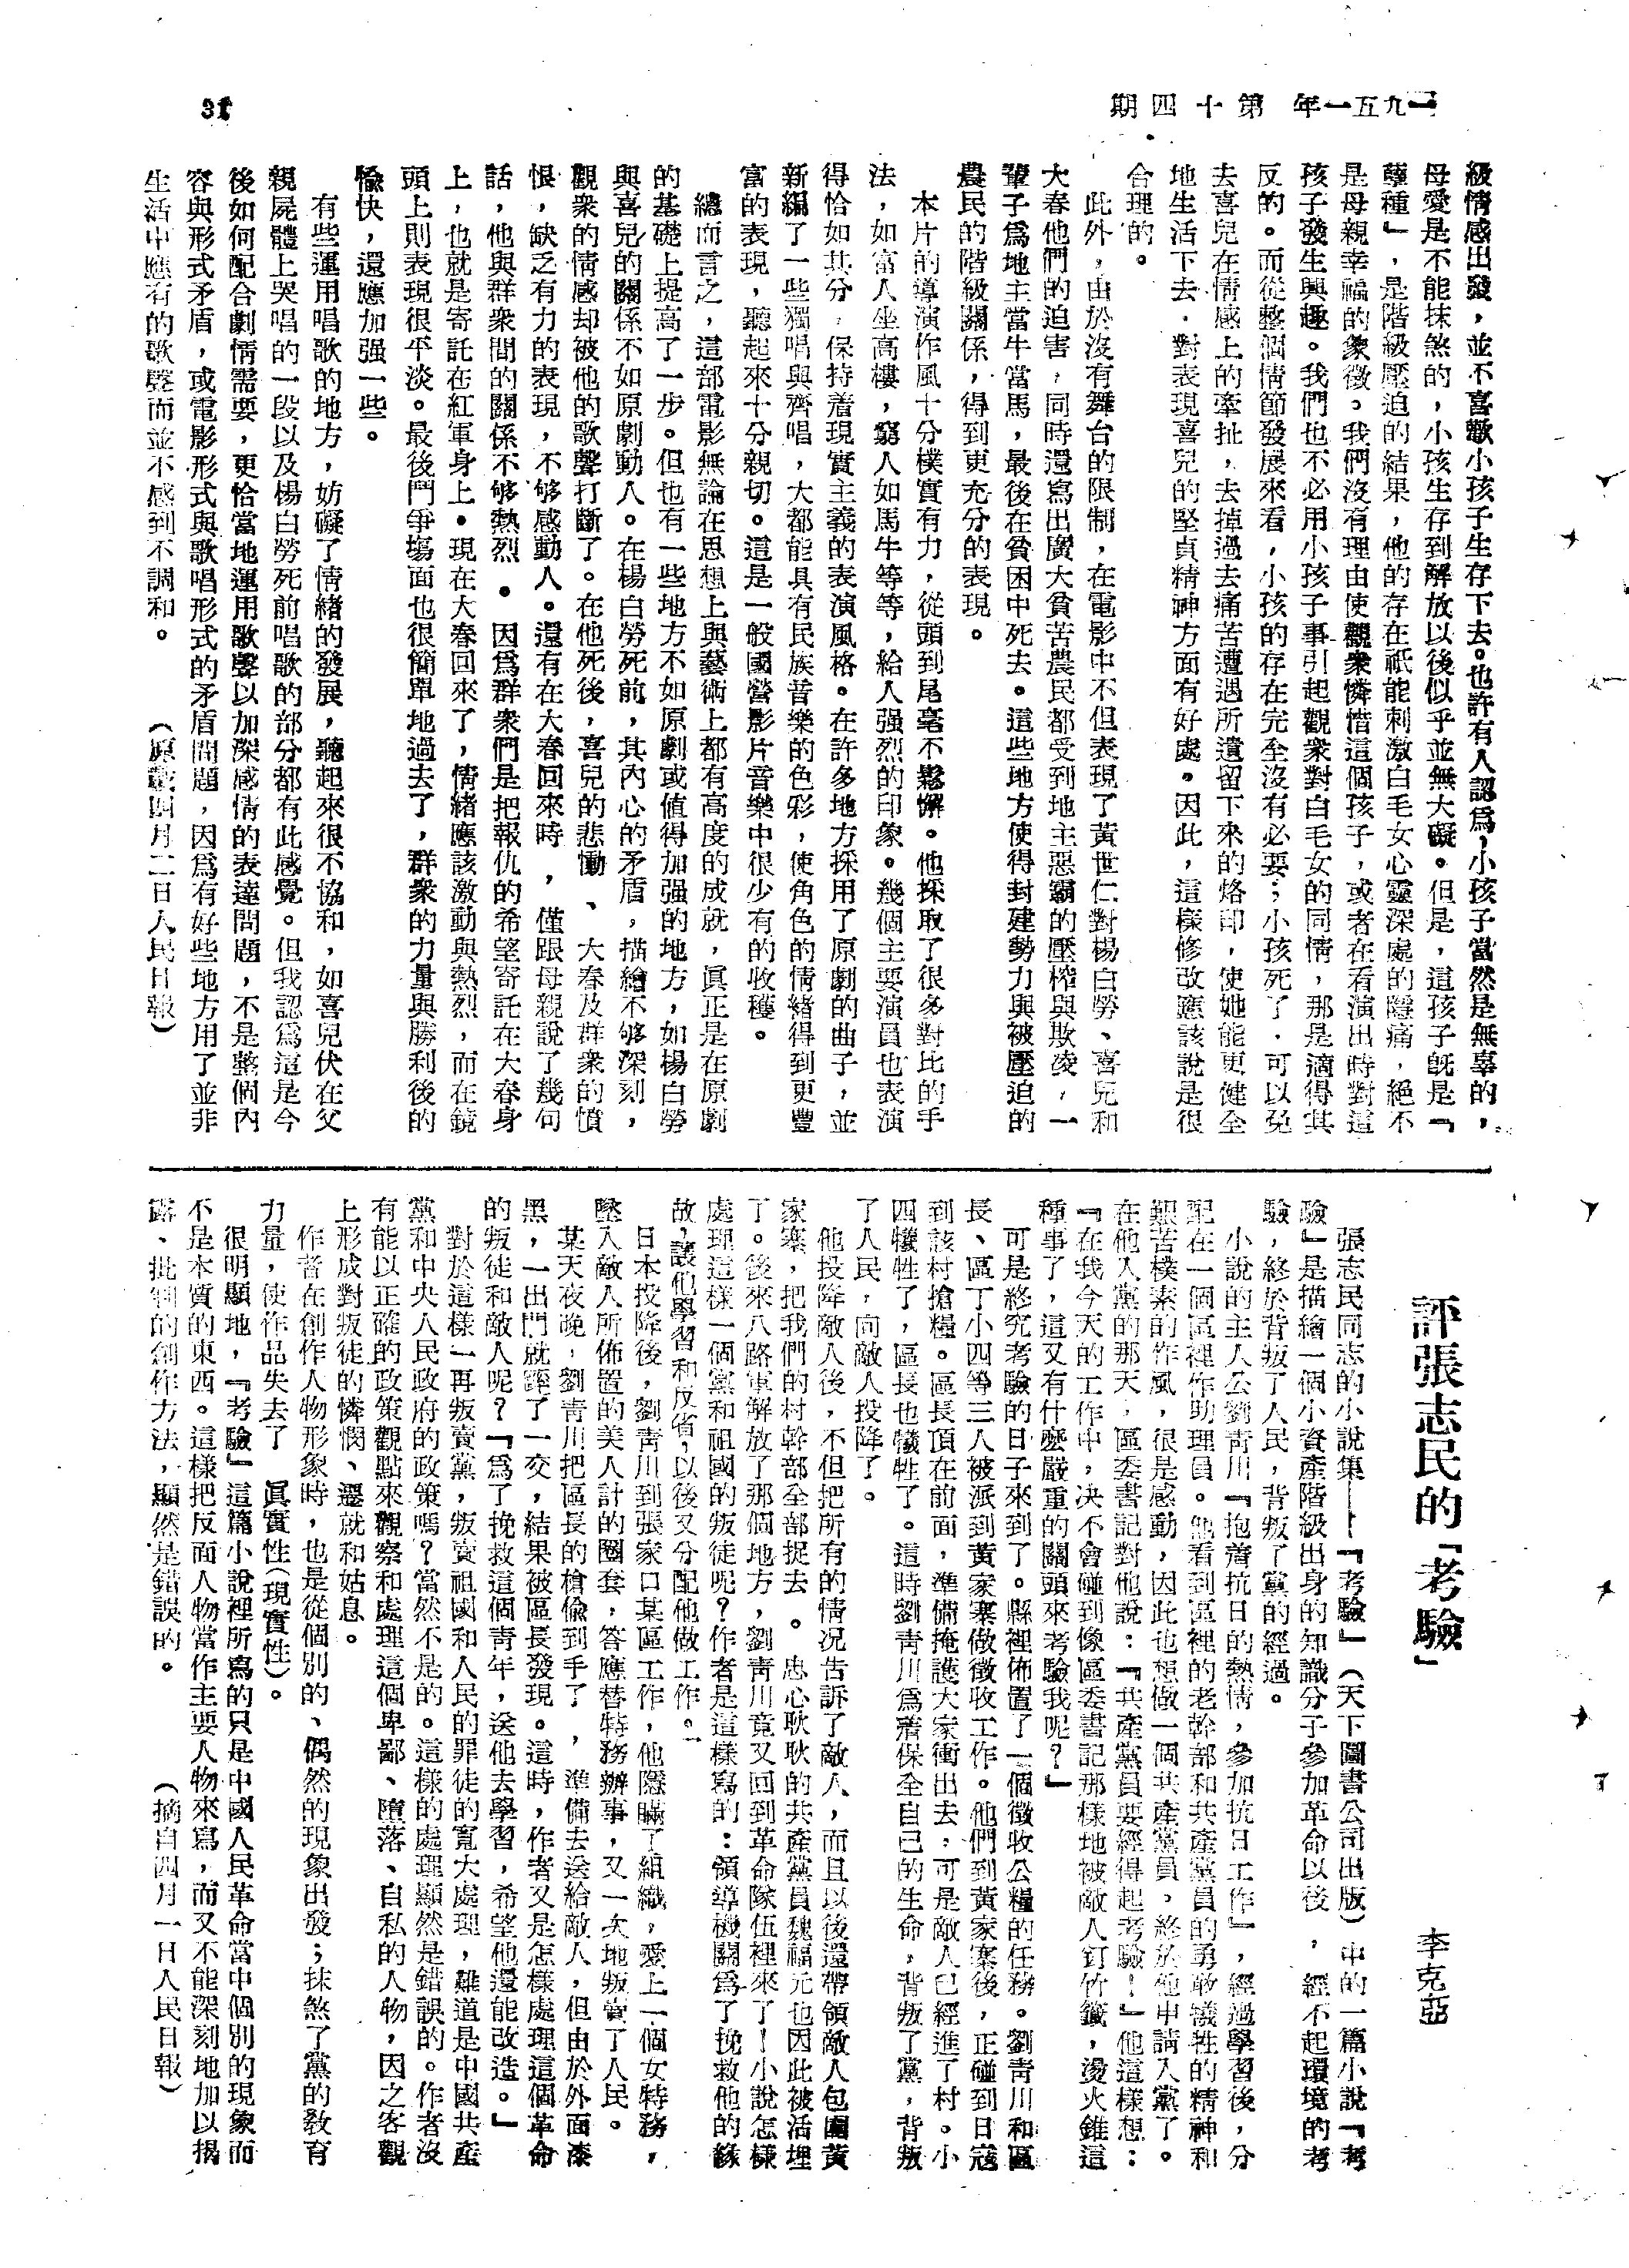 一九五一年　第十四期
31
級情感出發，並不喜歡小孩子生存下去。也許有人認爲，小孩子當然是無辜的，
母愛是不能抹煞的，小孩生存到解放以後似乎並無大礙。但是，這孩子旣是『
孽種』，是階級壓迫的結果，他的存在祇能刺激白毛女心靈深處的隱痛，絕不
是母親幸福的象徵。我們沒有理由使觀衆憐惜這個孩子，或者在看演出時對這
孩子發生興趣。我們也不必用小孩子事引起觀衆對白毛女的同情，那是適得其
反的。而從整個情節發展來看，小孩的存在完全沒有必要；小孩死了，可以免
去喜兒在情感上的牽扯，去掉過去痛苦遭遇所遺留下來的烙印，使她能更健全
地生活下去，對表現喜兒的堅貞精神方面有好處。因此，這樣修改應該說是很
合理的。
此外，由於沒有舞台的限制，在電影中不但表現了黃世仁對楊白勞、喜兒和
大春他們的迫害，同時還寫出廣大貧苦農民都受到地主惡霸的壓榨與欺凌，一
輩子爲地主當牛當馬，最後在貧困中死去。這些地方使得封建勢力與被壓迫的
農民的階級關係，得到更充分的表現。
本片的導演作風十分樸實有力，從頭到尾毫不鬆懈。他採取了很多對比的手
法，如富人坐高樓，窮人如馬牛等等，給人强烈的印象。幾個主要演員也表演
得恰如其分，保持着現實主義的表演風格。在許多地方採用了原劇的曲子，並
新編了一些獨唱與齊唱，大都能具有民族音樂的色彩，使角色的情緒得到更豐
富的表現，聽起來十分親切。這是一般國營影片音樂中很少有的收穫。
總而言之，這部電影無論在思想上與藝術上都有高度的成就，眞正是在原劇
的基礎上提高了一步。但也有一些地方不如原劇或值得加强的地方，如楊白勞
與喜兒的關係不如原劇動人。在楊白勞死前，其內心的矛盾，描繪不够深刻，
觀衆的情感却被他的歌聲打斷了。在他死後，喜兒的悲慟、大春及群衆的憤
恨，缺乏有力的表現，不够感動人。還有在大春回來時，僅跟母親說了幾句
話，他與群衆間的關係不够熱烈。因爲群衆們是把報仇的希望寄託在大春身
上，也就是寄託在紅軍身上。現在大春回來了，情緒應該激動與熱烈，而在鏡
頭上則表現很平淡。最後鬥爭塲面也很簡單地過去了，群衆的力量與勝利後的
愉快，還應加强一些。
有些運用唱歌的地方，妨礙了情緒的發展，聽起來很不協和，如喜兒伏在父
親屍體上哭唱的一段以及楊白勞死前唱歌的部分都有此感覺。但我認爲這是今
後如何配合劇情需要，更恰當地運用歌聲以加深感情的表達問題，不是整個內
容與形式矛盾，或電影形式與歌唱形式的矛盾問題，因爲有好些地方用了並非
生活中應有的歌聲而並不感到不調和。　（原載四月二日人民日報）
評張志民的「考驗」
李克亞
張志民同志的小說集——『考驗』（天下圖書公司出版）中的一篇小說『考
驗』是描繪一個小資產階級出身的知識分子參加革命以後，經不起環境的考
驗，終於背叛了人民，背叛了黨的經過。
小說的主人公劉靑川『抱着抗日的熱情，參加抗日工作』，經過學習後，分
配在一個區裡作助理員。他看到區裡的老幹部和共產黨員的勇敢犧牲的精神和
艱苦樸素的作風，很是感動，因此也想做一個共產黨員，終於他申請入黨了。
在他入黨的那天，區委書記對他說：『共產黨員要經得起考驗！』他這樣想：
『在我今天的工作中，决不會碰到像區委書記那樣地被敵人釘竹籤，燙火錐這
種事了，這又有什麼嚴重的關頭來考驗我呢？』
可是終究考驗的日子來到了。縣裡佈置了一個徵收公糧的任務。劉靑川和區
長、區丁小四等三人被派到黃家寨做徵收工作。他們到黃家寨後，正碰到日寇
到該村搶糧。區長頂在前面，準備掩護大家衝出去，可是敵人已經進了村。小
四犧牲了，區長也犧牲了。這時劉靑川爲着保全自己的生命，背叛了黨，背叛
了人民，向敵人投降了。
他投降敵人後，不但把所有的情况告訴了敵人，而且以後還帶領敵人包圍黃
家寨，把我們的村幹部全部捉去。忠心耿耿的共產黨員魏福元也因此被活埋
了。後來八路軍解放了那個地方，劉靑川竟又回到革命隊伍裡來了！小說怎樣
處理這樣一個黨和祖國的叛徒呢？作者是這樣寫的：領導機關爲了挽救他的緣
故，讓他學習和反省，以後又分配他做工作。
日本投降後，劉靑川到張家口某區工作，他隱瞞了組織，愛上一個女特務，
墜入敵人所佈置的美人計的圈套，答應替特務辦事，又一次地叛賣了人民。
某天夜晚，劉靑川把區長的槍偷到手了，準備去送給敵人，但由於外面漆
黑，一出門就蹿了一交，結果被區長發現。這時，作者又是怎樣處理這個革命
的叛徒和敵人呢？『爲了挽救這個靑年，送他去學習，希望他還能改造。』
對於這樣一再叛賣黨，叛賣祖國和人民的罪徒的寬大處理，難道是中國共產
黨和中央人民政府的政策嗎？當然不是的。這樣的處理顯然是錯誤的。作者沒
有能以正確的政策觀點來觀察和處理這個卑鄙、墮落、自私的人物，因之客觀
上形成對叛徒的憐憫、遷就和姑息。
作者在創作人物形象時，也是從個別的、偶然的現象出發；抹煞了黨的敎育
力量，使作品失去了　眞實性（現實性）。
很明顯地，『考驗』這篇小說裡所寫的只是中國人民革命當中個別的現象而
不是本質的東西。這樣把反面人物當作主要人物來寫，而又不能深刻地加以揭
露、批判的創作方法，顯然是錯誤的。　（摘自四月一日人民日報）